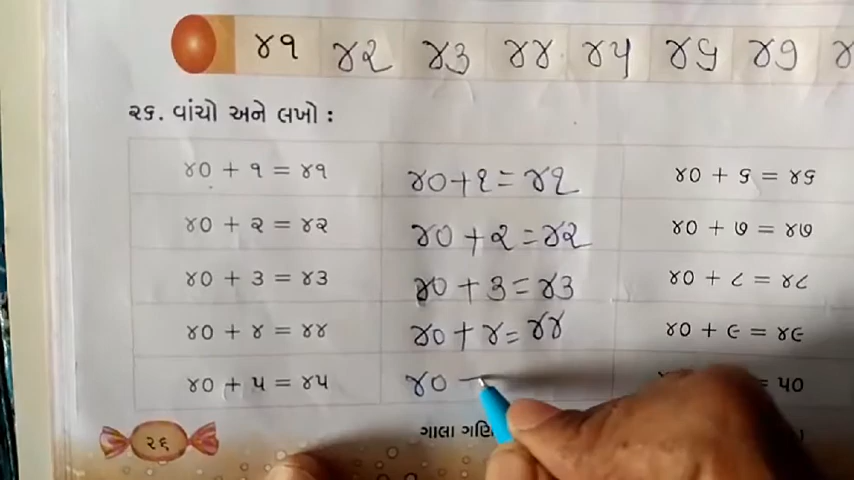 ૪૧ ૪૨ ૪૩ ૪૪ ૪૫ ૪૬ ૪૭
૨૬. વાંચો અને લખો :
૪૦ + ૧ = ૪૧ ૪૦+૧=૪૧ ૪૦ + ૬ = ૪૬
૪૦ + ૨ = ૪૨ ૪૦+૨=૪૨ ૪૦ + ૭ = ૪૭
૪૦ + ૩ = ૪૩ ૪૦+૩=૪૩ ૪૦ + ૮ = ૪૮
૪૦ + ૪ = ૪૪ ૪૦+૪=૪૪ ૪૦ + ૯ = ૪૯
૪૦ + ૫ = ૪૫ ૪૦ = ૫૦
૨૬ ગાલા